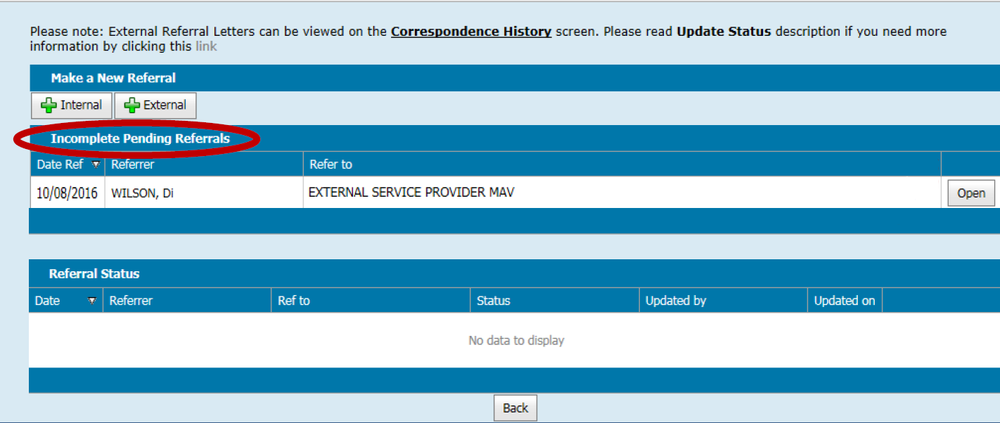 Please note: External Referral Letters can be viewed on the Correspondence History screen. Please read Update Status description if you need more
information by clicking this link
Make a New Referral
Internal External
Incomplete Pending Referrals
Date Ref Referrer Refer to
10/08/2016 WILSON, Di EXTERNAL SERVICE PROVIDER MAV Open
Referral Status
Date Referrer Ref to Status Updated by Updated on
No data to display
Back